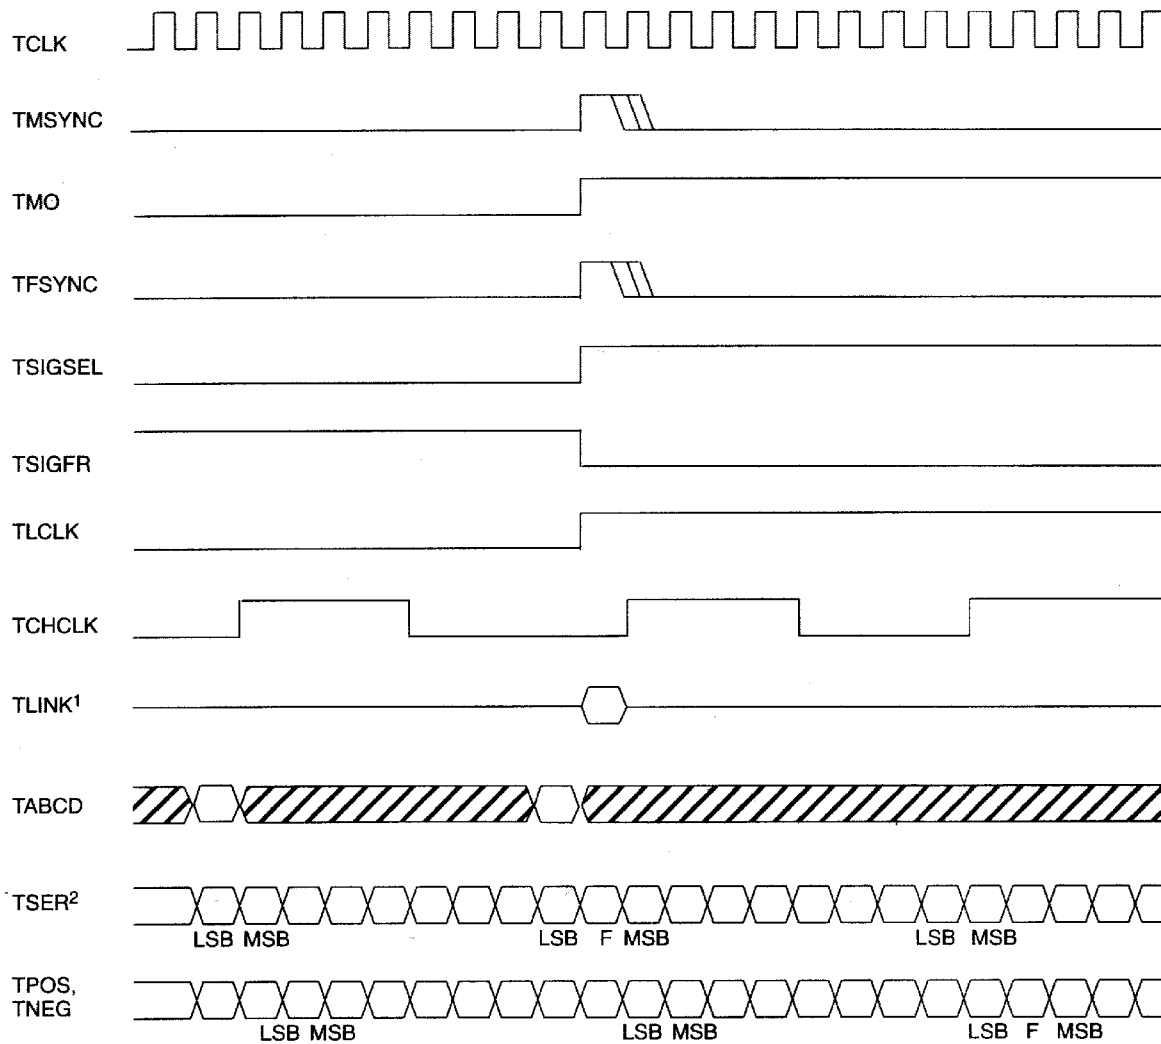 TCLK
TMSYNC
TMO
TFSYNC
TSIGSEL
TSIGFR
TLCLK
TCHCLK
TLINK¹
TABCD
TSER²
LSB MSB LSB F MSB LSB MSB
TPOS,
TNEG
LSB MSB LSB MSB LSB F MSB